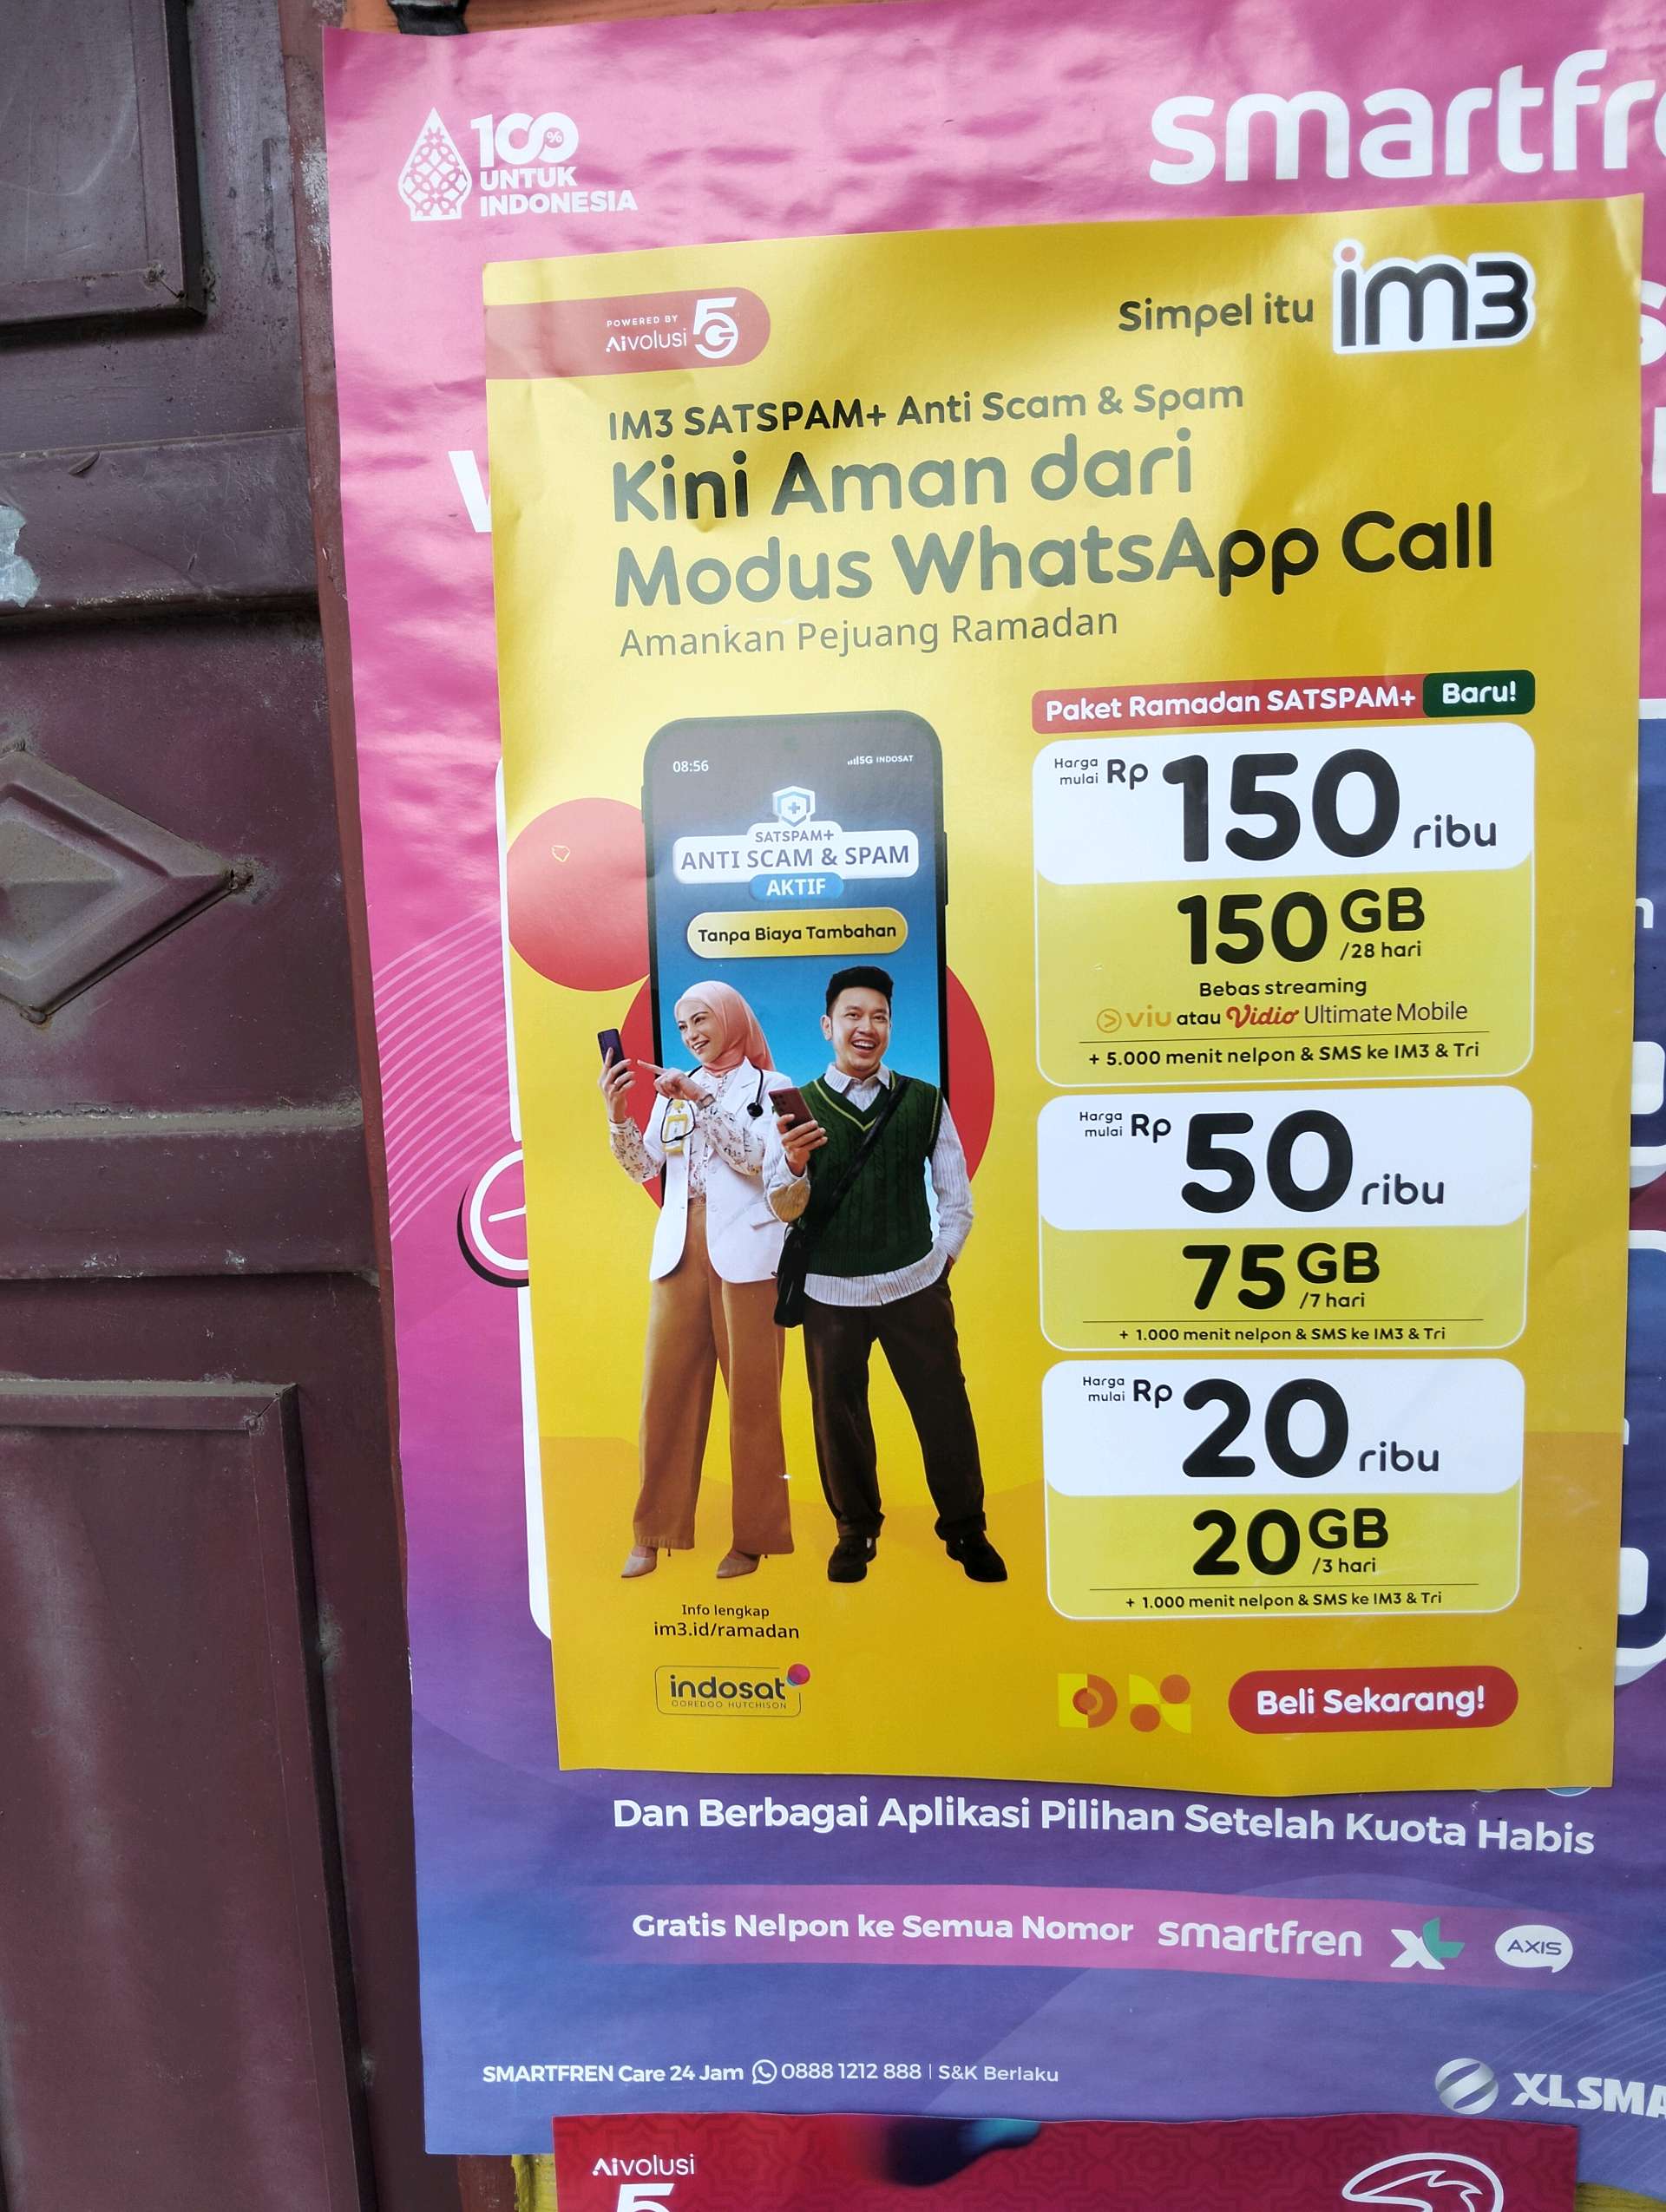 100%
UNTUK
INDONESIA
smartfr
POWERED BY
Aivolusi 5G
Simpel itu im3
IM3 SATSPAM+ Anti Scam & Spam
Kini Aman dari
Modus WhatsApp Call
Amankan Pejuang Ramadan
08:56
5G INDOSAT
SATSPAM+
ANTI SCAM & SPAM
AKTIF
Tanpa Biaya Tambahan
Paket Ramadan SATSPAM+ Baru!
Harga mulai Rp 150 ribu
150 GB
/28 hari
Bebas streaming
viu atau Vidio Ultimate Mobile
+ 5.000 menit nelpon & SMS ke IM3 & Tri
Harga mulai Rp 50 ribu
75 GB
/7 hari
+ 1.000 menit nelpon & SMS ke IM3 & Tri
Harga mulai Rp 20 ribu
20 GB
/3 hari
+ 1.000 menit nelpon & SMS ke IM3 & Tri
Info lengkap
im3.id/ramadan
indosat
OOREDOO HUTCHISON
Beli Sekarang!
Dan Berbagai Aplikasi Pilihan Setelah Kuota Habis
Gratis Nelpon ke Semua Nomor smartfren XL AXIS
SMARTFREN Care 24 Jam 0888 1212 888 | S&K Berlaku
XLSMA
Aivolusi
5